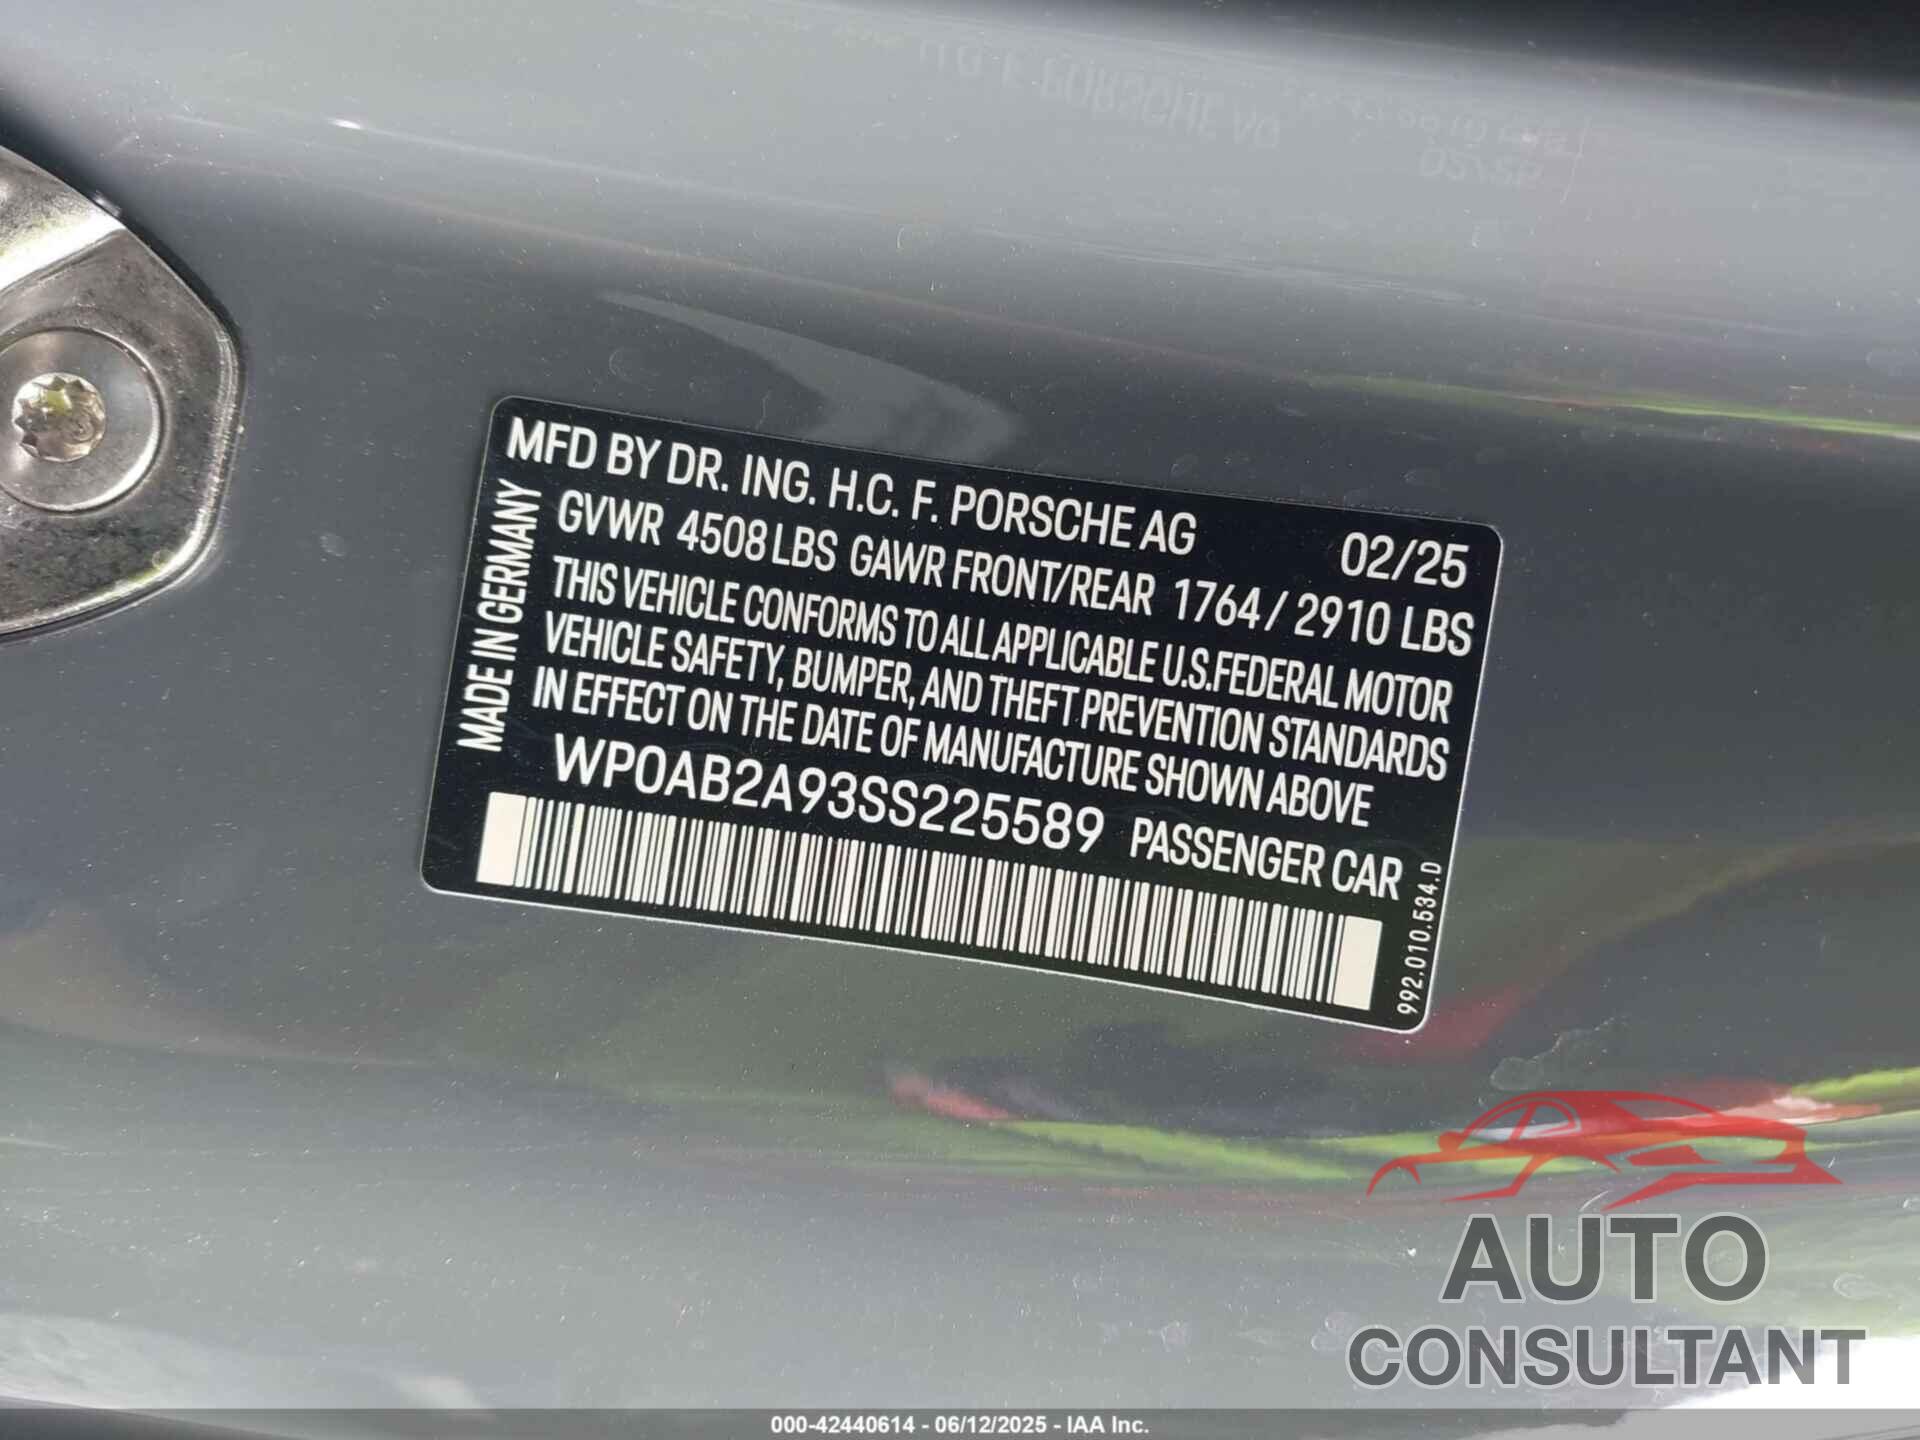 MFD BY DR. ING. H.C. F. PORSCHE AG 02/25
GVWR 4508 LBS GAWR FRONT/REAR 1764 / 2910 LBS
THIS VEHICLE CONFORMS TO ALL APPLICABLE U.S.FEDERAL MOTOR
VEHICLE SAFETY, BUMPER, AND THEFT PREVENTION STANDARDS
IN EFFECT ON THE DATE OF MANUFACTURE SHOWN ABOVE
WP0AB2A93SS225589 PASSENGER CAR
MADE IN GERMANY
992.010.534.D
AUTO
CONSULTANT
000-42440614 - 06/12/2025 - IAA Inc.